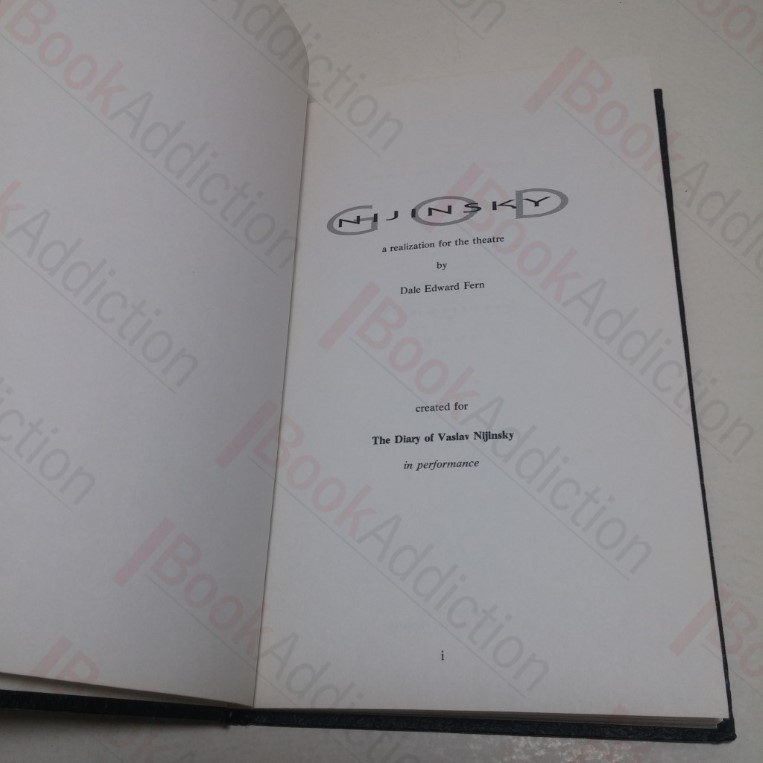 GOD
NIJINSKY
a realization for the theatre
by
Dale Edward Fern
created for
The Diary of Vaslav Nijinsky
in performance
i
BookAddiction